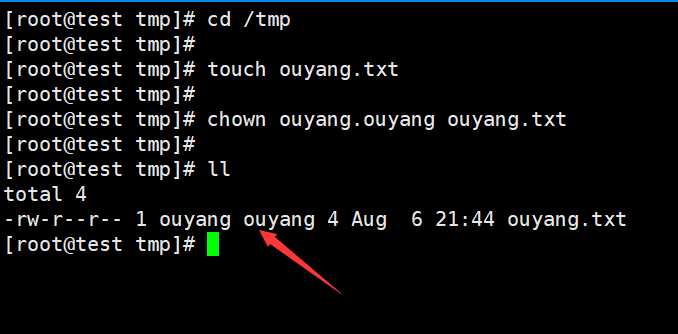 [root@test tmp]# cd /tmp
[root@test tmp]#
[root@test tmp]# touch ouyang.txt
[root@test tmp]#
[root@test tmp]# chown ouyang.ouyang ouyang.txt
[root@test tmp]#
[root@test tmp]# ll
total 4
-rw-r--r-- 1 ouyang ouyang 4 Aug  6 21:44 ouyang.txt
[root@test tmp]#